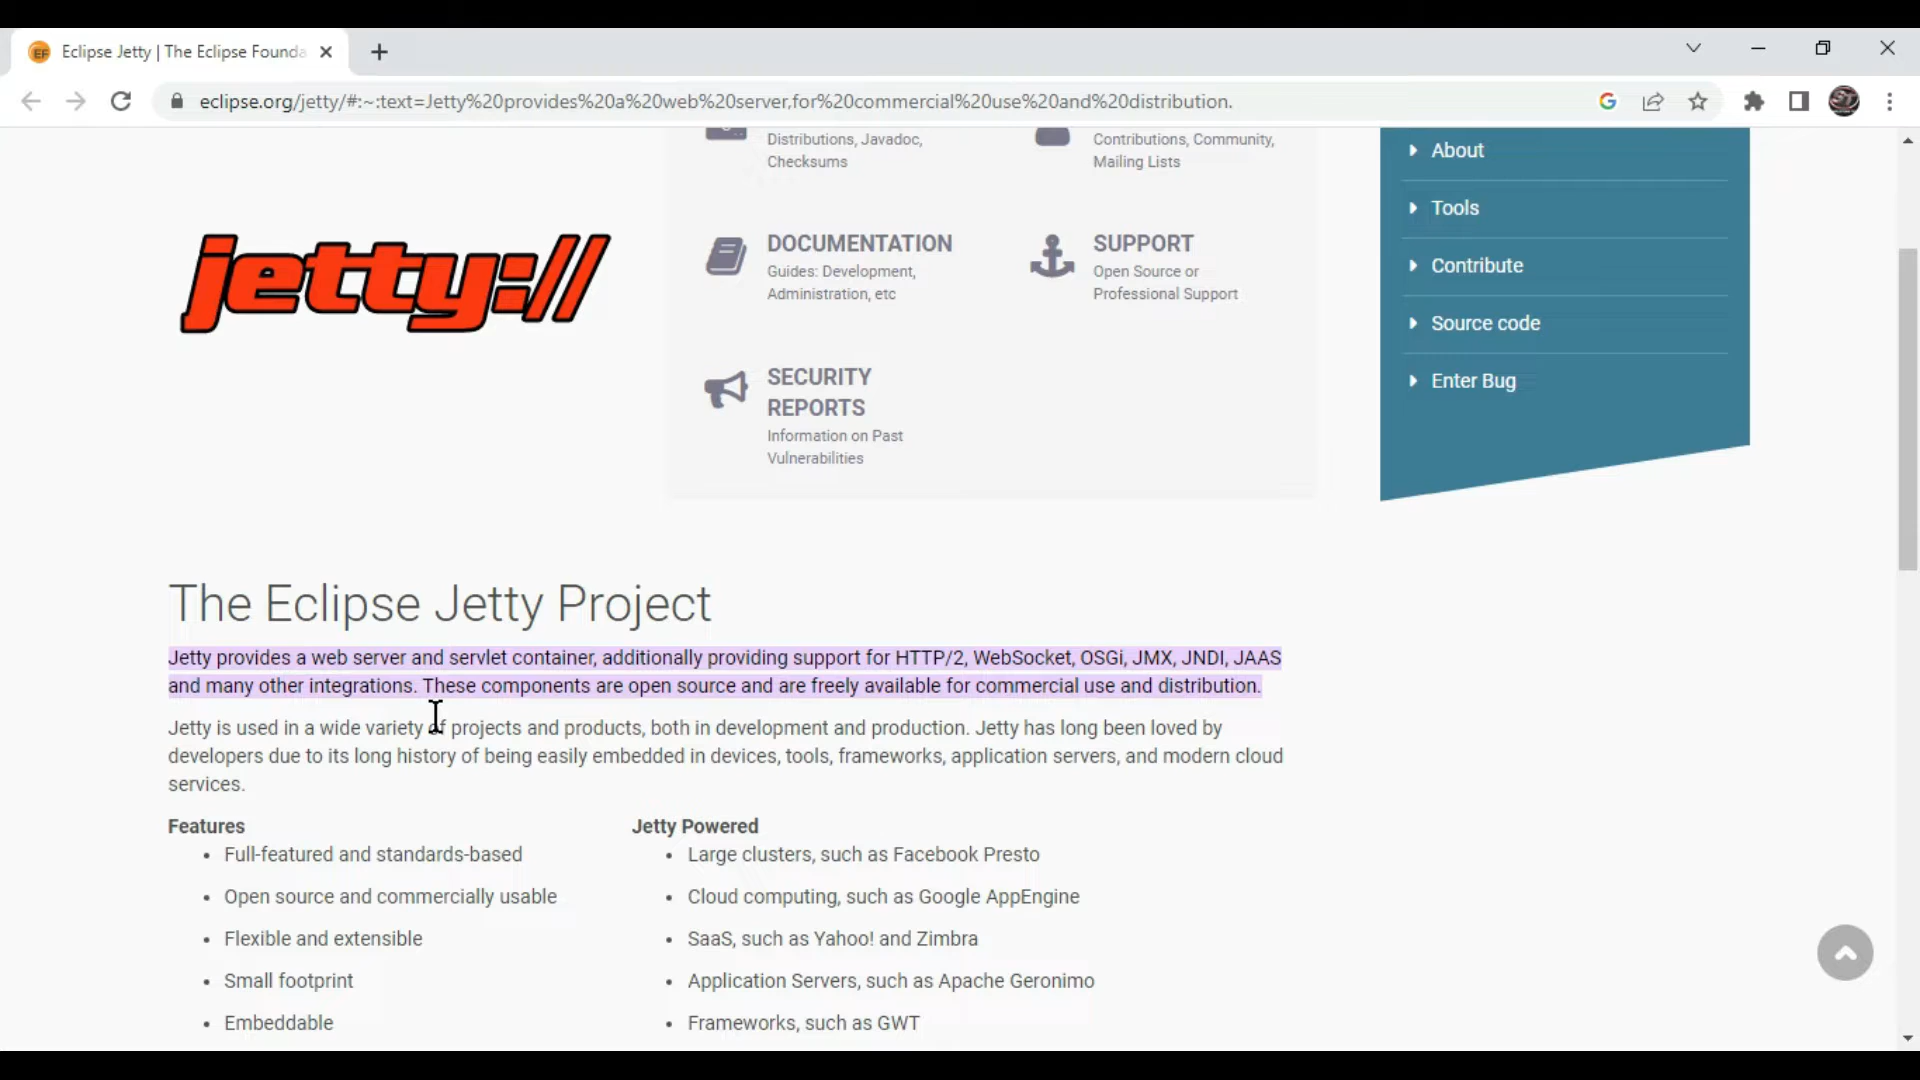 Eclipse Jetty | The Eclipse Founda
eclipse.org/jetty/#:~:text=Jetty%20provides%20a%20web%20server,for%20commercial%20use%20and%20distribution.
Distributions, Javadoc,
Checksums
Contributions, Community,
Mailing Lists
jetty://
DOCUMENTATION
Guides: Development,
Administration, etc
SUPPORT
Open Source or
Professional Support
SECURITY
REPORTS
Information on Past
Vulnerabilities
About
Tools
Contribute
Source code
Enter Bug
The Eclipse Jetty Project
Jetty provides a web server and servlet container, additionally providing support for HTTP/2, WebSocket, OSGi, JMX, JNDI, JAAS
and many other integrations. These components are open source and are freely available for commercial use and distribution.
Jetty is used in a wide variety of projects and products, both in development and production. Jetty has long been loved by
developers due to its long history of being easily embedded in devices, tools, frameworks, application servers, and modern cloud
services.
Features
• Full-featured and standards-based
• Open source and commercially usable
• Flexible and extensible
• Small footprint
• Embeddable
Jetty Powered
• Large clusters, such as Facebook Presto
• Cloud computing, such as Google AppEngine
• SaaS, such as Yahoo! and Zimbra
• Application Servers, such as Apache Geronimo
• Frameworks, such as GWT